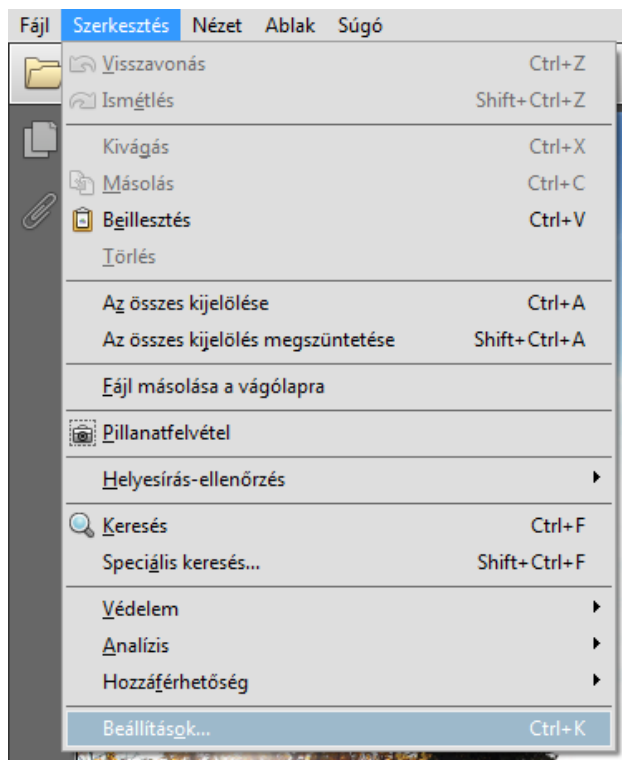 Fájl Szerkesztés Nézet Ablak Súgó
Visszavonás Ctrl+Z
Ismétlés Shift+Ctrl+Z
Kivágás Ctrl+X
Másolás Ctrl+C
Beillesztés Ctrl+V
Törlés
Az összes kijelölése Ctrl+A
Az összes kijelölés megszüntetése Shift+Ctrl+A
Fájl másolása a vágólapra
Pillanatfelvétel
Helyesírás-ellenőrzés
Keresés Ctrl+F
Speciális keresés... Shift+Ctrl+F
Védelem
Analízis
Hozzáférhetőség
Beállítások... Ctrl+K